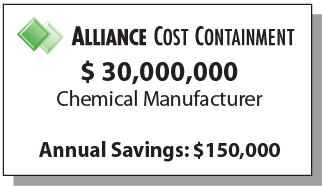 ALLIANCE COST CONTAINMENT
$ 30,000,000
Chemical Manufacturer
Annual Savings: $150,000